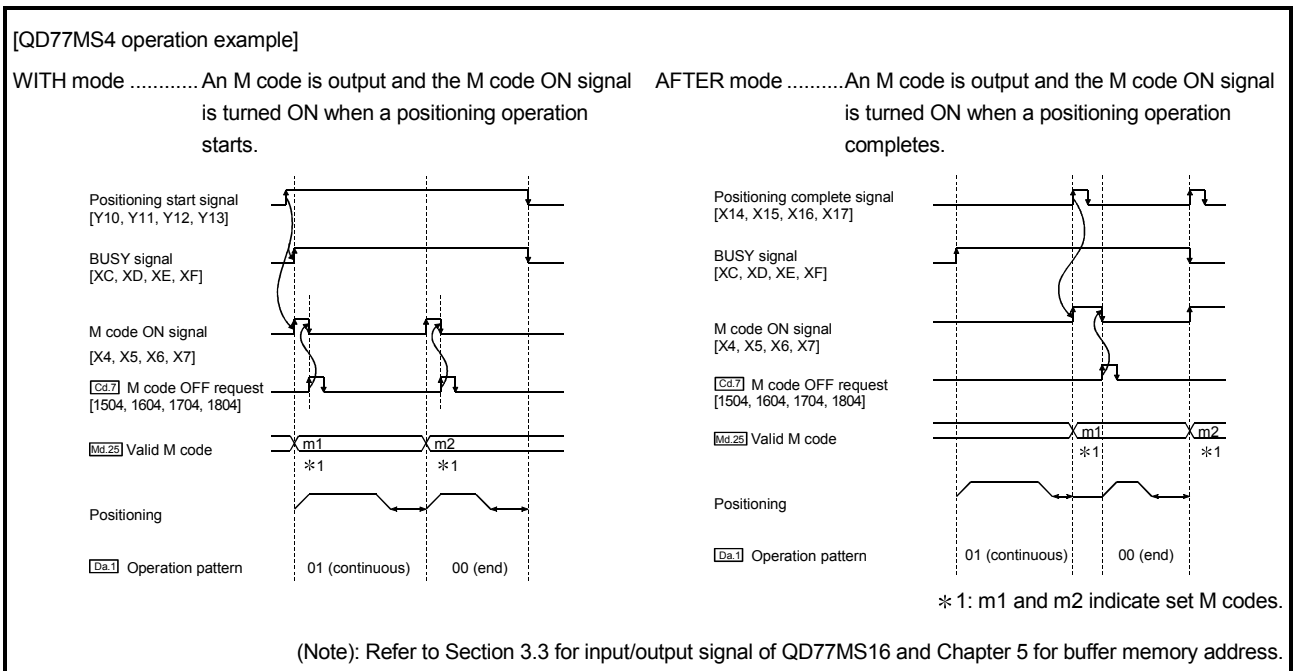 [QD77MS4 operation example]
WITH mode ............ An M code is output and the M code ON signal
is turned ON when a positioning operation
starts.
Positioning start signal
[Y10, Y11, Y12, Y13]
BUSY signal
[XC, XD, XE, XF]
M code ON signal
[X4, X5, X6, X7]
Cd.7 M code OFF request
[1504, 1604, 1704, 1804]
Md.25 Valid M code
m1
m2
*1
*1
Positioning
Da.1 Operation pattern
01 (continuous)
00 (end)
AFTER mode ..........An M code is output and the M code ON signal
is turned ON when a positioning operation
completes.
Positioning complete signal
[X14, X15, X16, X17]
BUSY signal
[XC, XD, XE, XF]
M code ON signal
[X4, X5, X6, X7]
Cd.7 M code OFF request
[1504, 1604, 1704, 1804]
Md.25 Valid M code
m1
m2
*1
*1
Positioning
Da.1 Operation pattern
01 (continuous)
00 (end)
*1: m1 and m2 indicate set M codes.
(Note): Refer to Section 3.3 for input/output signal of QD77MS16 and Chapter 5 for buffer memory address.